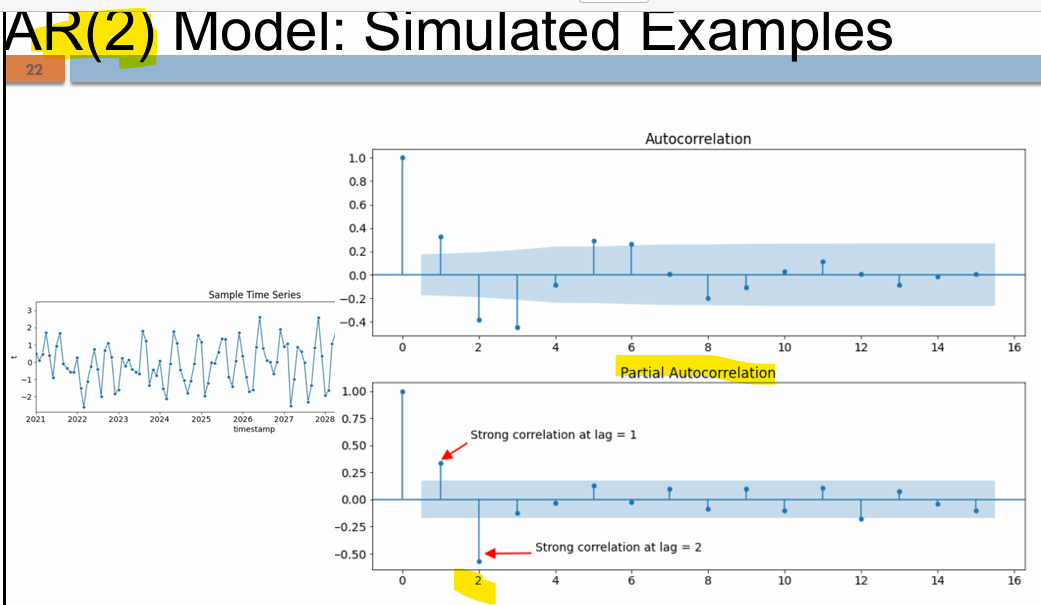 AR(2) Model: Simulated Examples
22
Autocorrelation
1.0
0.8
0.6
0.4
0.2
0.0
−0.2
−0.4
0 2 4 6 8 10 12 14 16
Sample Time Series
3
2
1
0
−1
−2
t
2021 2022 2023 2024 2025 2026 2027 2028
timestamp
Partial Autocorrelation
1.00
0.75
0.50
0.25
0.00
−0.25
−0.50
Strong correlation at lag = 1
Strong correlation at lag = 2
0 2 4 6 8 10 12 14 16